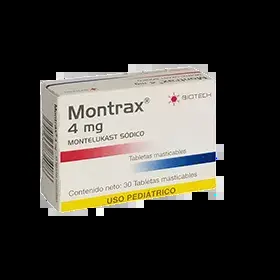 Montrax®
4 mg
BIOTECH
MONTELUKAST SÓDICO
Tabletas masticables
Contenido neto: 30 Tabletas masticables
USO PEDIÁTRICO